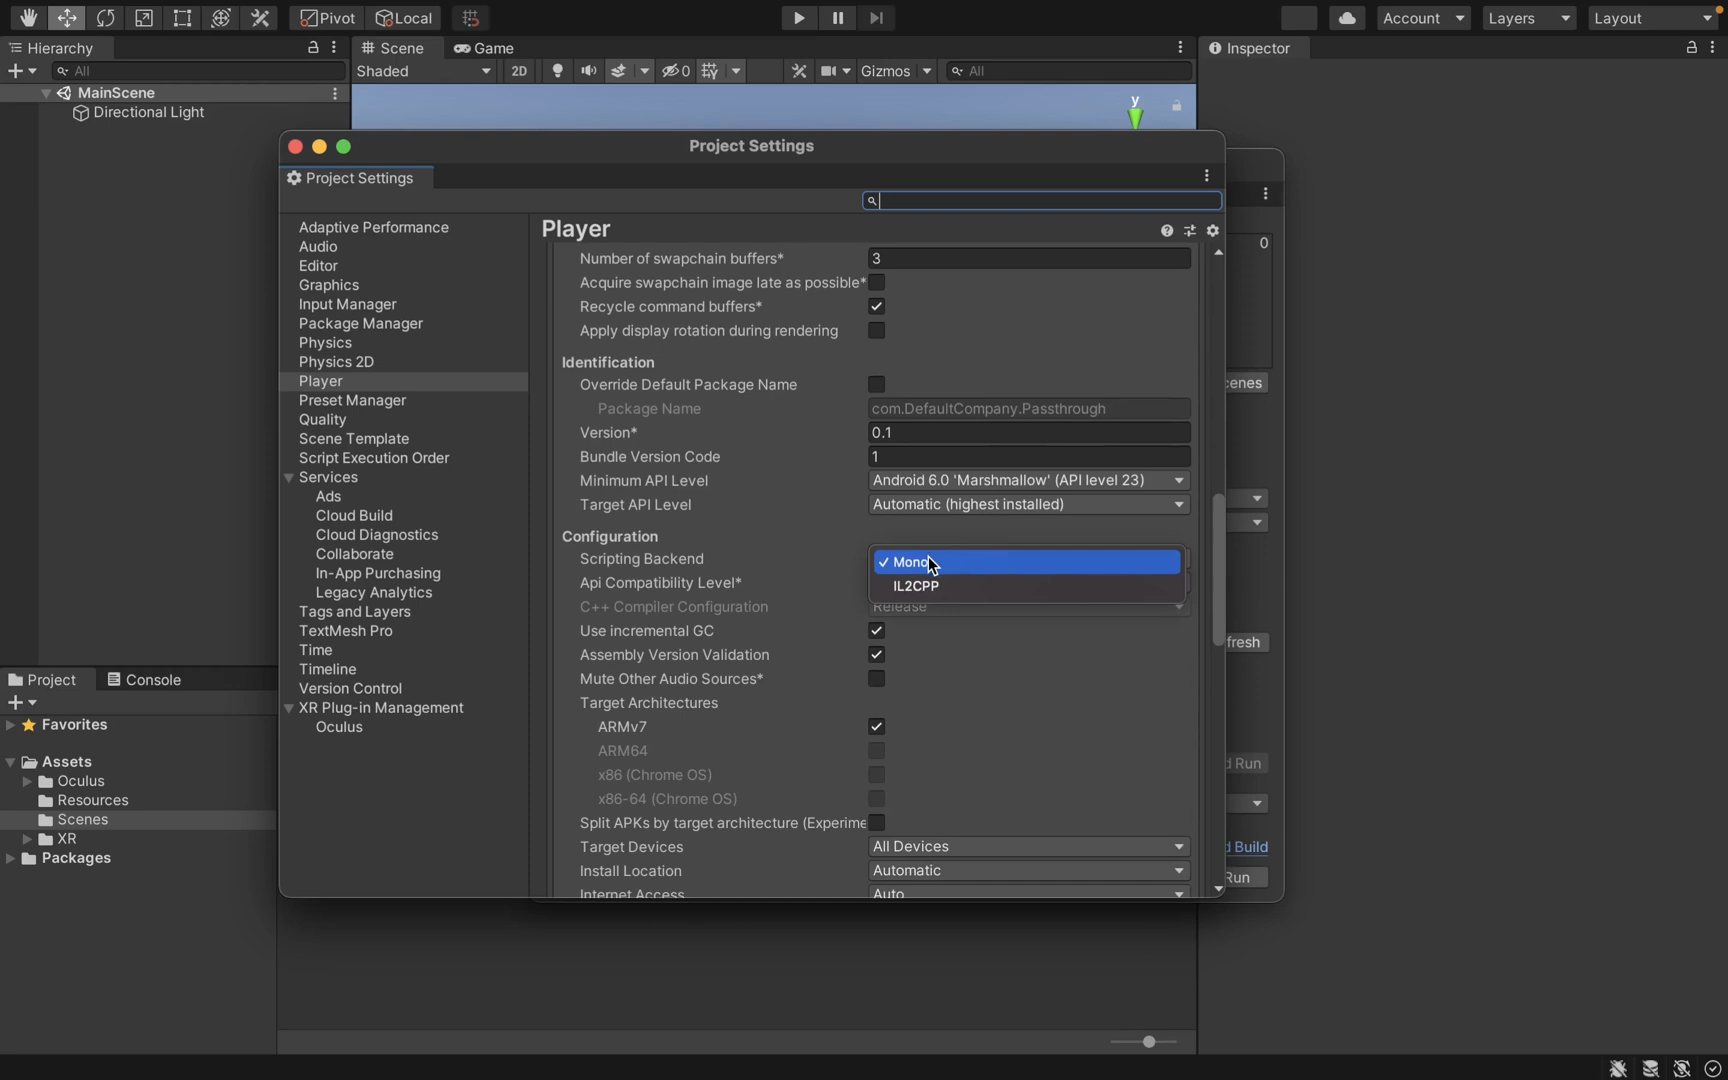 Pivot
Local
Account
Layers
Layout
Hierarchy
Scene
Game
Inspector
All
Shaded
2D
0
Gizmos
All
MainScene
Directional Light
y
Project Settings
Project Settings
Adaptive Performance
Audio
Editor
Graphics
Input Manager
Package Manager
Physics
Physics 2D
Player
Preset Manager
Quality
Scene Template
Script Execution Order
Services
Ads
Cloud Build
Cloud Diagnostics
Collaborate
In-App Purchasing
Legacy Analytics
Tags and Layers
TextMesh Pro
Time
Timeline
Version Control
XR Plug-in Management
Oculus
Player
Number of swapchain buffers* 3
Acquire swapchain image late as possible*
Recycle command buffers*
Apply display rotation during rendering
Identification
Override Default Package Name
Package Name com.DefaultCompany.Passthrough
Version* 0.1
Bundle Version Code 1
Minimum API Level Android 6.0 'Marshmallow' (API level 23)
Target API Level Automatic (highest installed)
Configuration
Scripting Backend Mono
IL2CPP
Api Compatibility Level*
C++ Compiler Configuration Release
Use incremental GC
Assembly Version Validation
Mute Other Audio Sources*
Target Architectures
ARMv7
ARM64
x86 (Chrome OS)
x86-64 (Chrome OS)
Split APKs by target architecture (Experime
Target Devices All Devices
Install Location Automatic
Internet Access Auto
0
cenes
fresh
d Run
d Build
Run
Project
Console
Favorites
Assets
Oculus
Resources
Scenes
XR
Packages